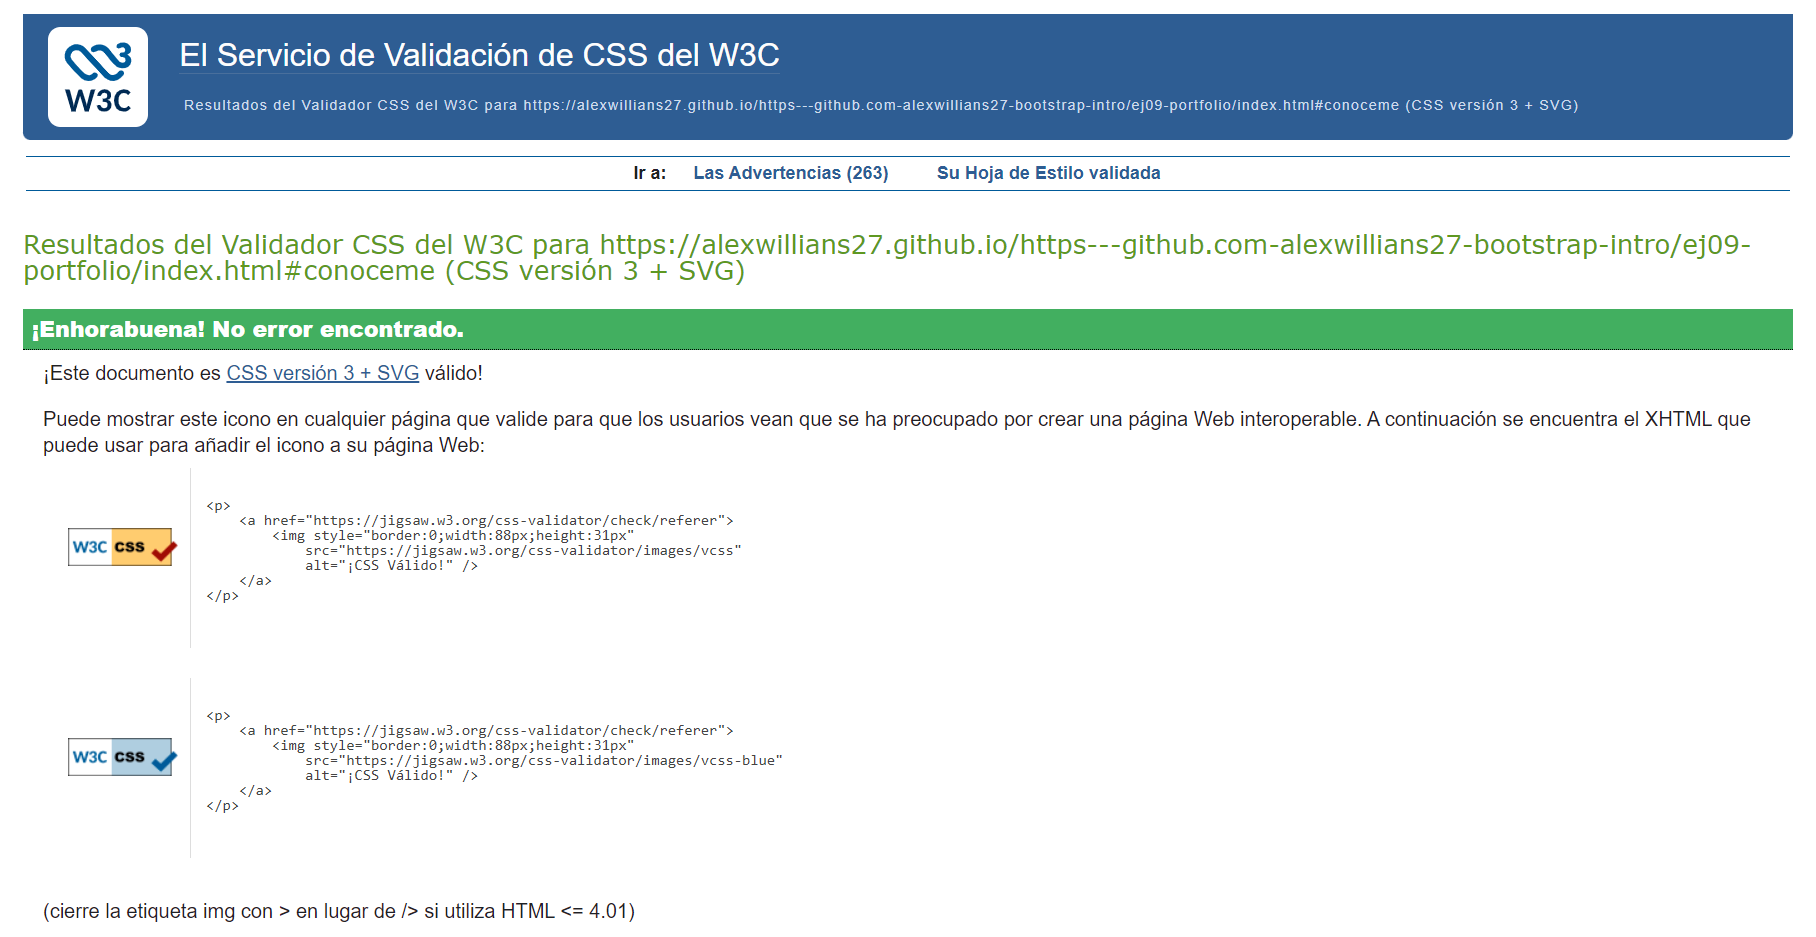 W3C
El Servicio de Validación de CSS del W3C
Resultados del Validador CSS del W3C para https://alexwillians27.github.io/https---github.com-alexwillians27-bootstrap-intro/ej09-portfolio/index.html#conoceme (CSS versión 3 + SVG)
Ir a: Las Advertencias (263) Su Hoja de Estilo validada
Resultados del Validador CSS del W3C para https://alexwillians27.github.io/https---github.com-alexwillians27-bootstrap-intro/ej09-
portfolio/index.html#conoceme (CSS versión 3 + SVG)
¡Enhorabuena! No error encontrado.
¡Este documento es CSS versión 3 + SVG válido!
Puede mostrar este icono en cualquier página que valide para que los usuarios vean que se ha preocupado por crear una página Web interoperable. A continuación se encuentra el XHTML que
puede usar para añadir el icono a su página Web:
<p>
<a href="https://jigsaw.w3.org/css-validator/check/referer">
<img style="border:0;width:88px;height:31px"
W3C css
src="https://jigsaw.w3.org/css-validator/images/vcss"
alt="¡CSS Válido!" />
</a>
</p>
<p>
<a href="https://jigsaw.w3.org/css-validator/check/referer">
<img style="border:0;width:88px;height:31px"
W3C css
src="https://jigsaw.w3.org/css-validator/images/vcss-blue"
alt="¡CSS Válido!" />
</a>
</p>
(cierre la etiqueta img con > en lugar de /> si utiliza HTML <= 4.01)